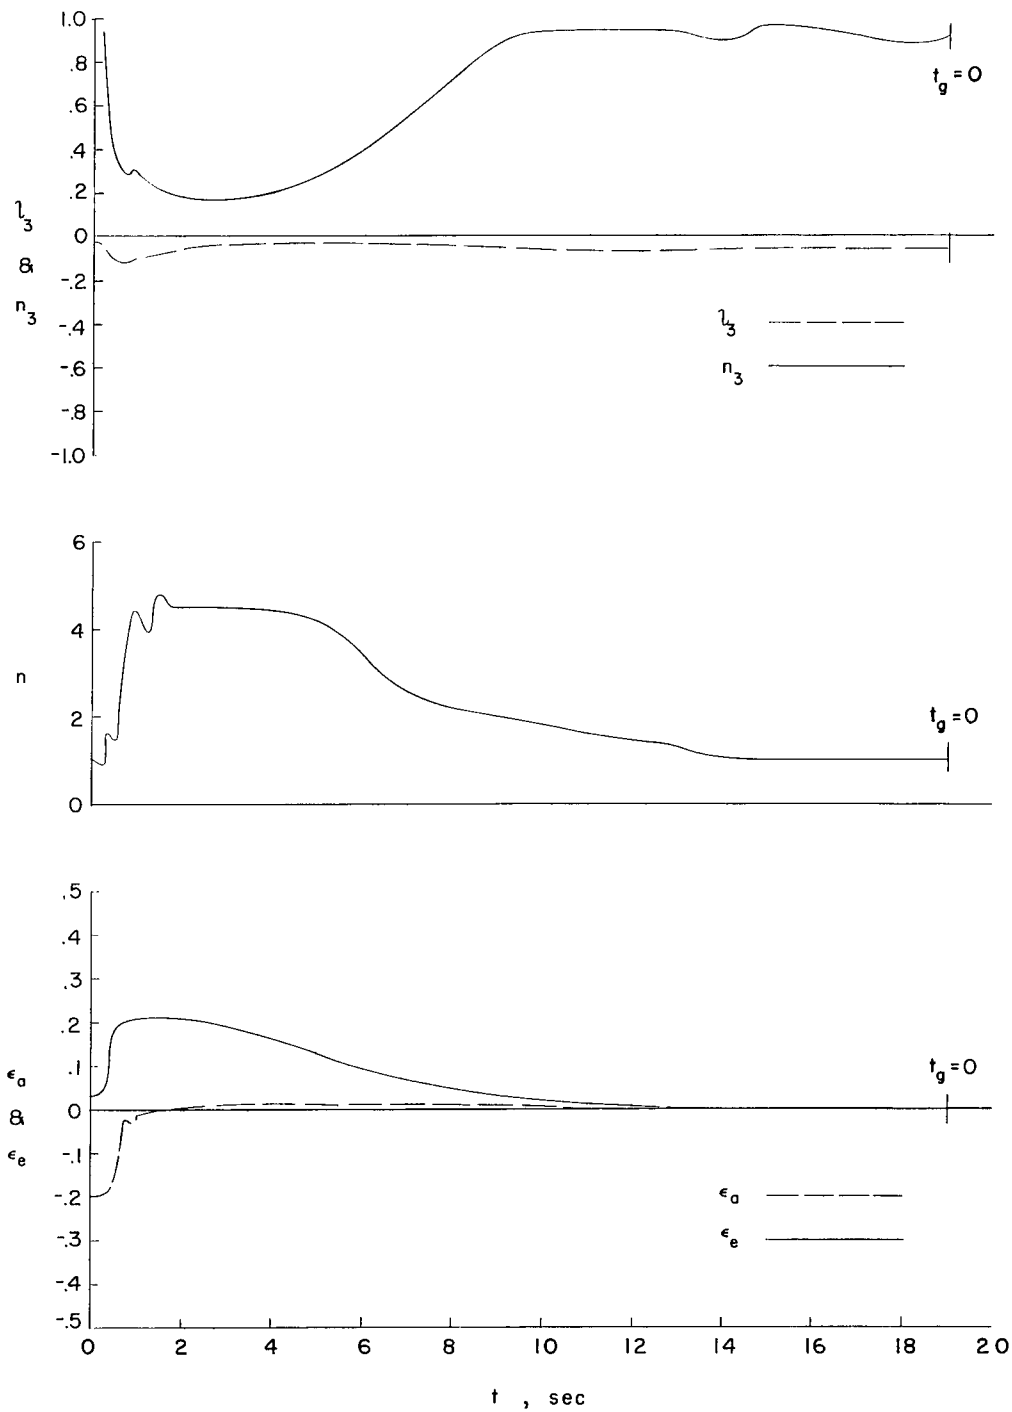 1.0
.8
.6
.4
.2
0
-.2
-.4
-.6
-.8
-1.0
l₃
&
n₃
t_g = 0
l₃
n₃
6
4
2
0
n
t_g = 0
.5
.4
.3
.2
.1
0
-.1
-.2
-.3
-.4
-.5
ϵ_a
&
ϵ_e
t_g = 0
ϵ_a
ϵ_e
0 2 4 6 8 10 12 14 16 18 20
t , sec